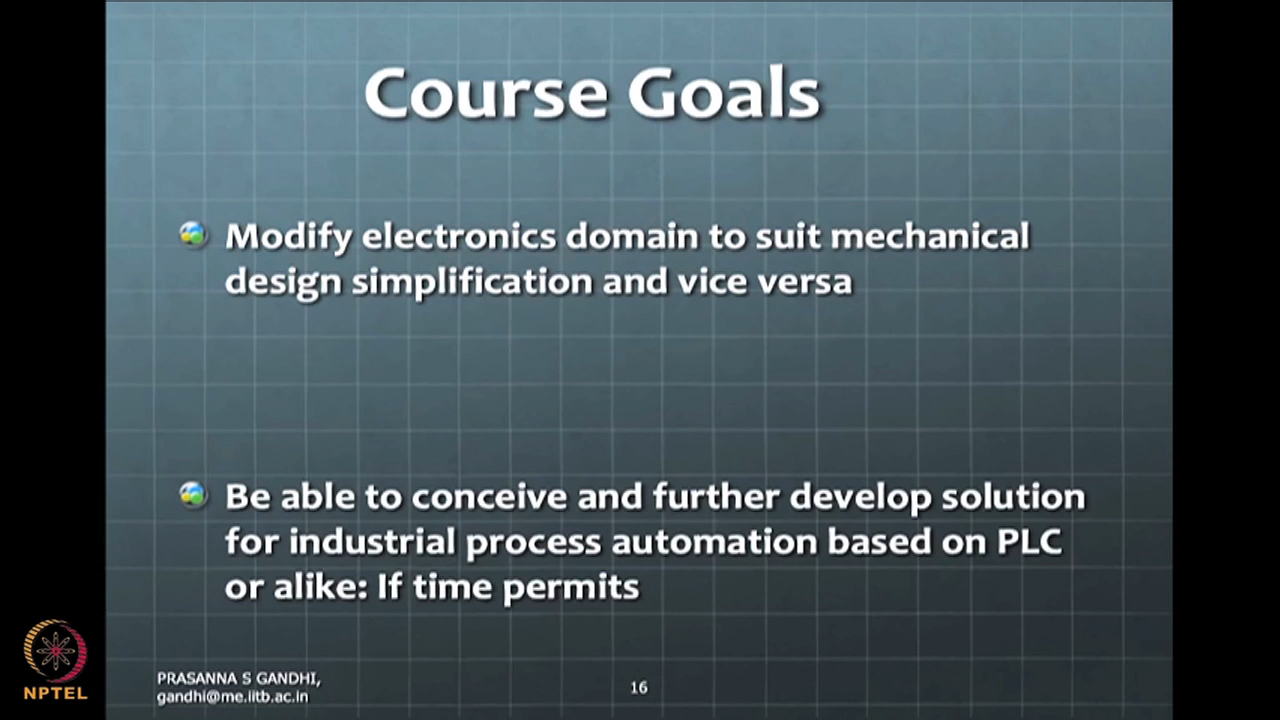 Course Goals
Modify electronics domain to suit mechanical
design simplification and vice versa
Be able to conceive and further develop solution
for industrial process automation based on PLC
or alike: If time permits
PRASANNA S GANDHI,
gandhi@me.iitb.ac.in
16
NPTEL